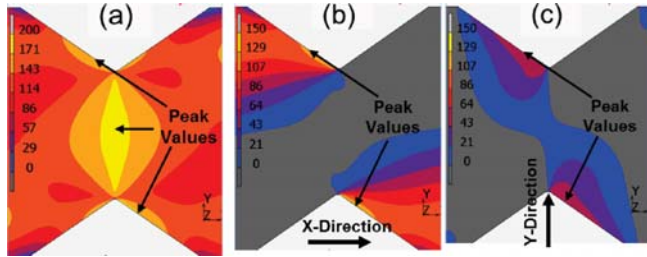 (a)
200
171
143
114
86
57
29
0
Peak
Values
Y
Z
(b)
150
129
107
86
64
43
21
0
Peak
Values
X-Direction
Y
Z
(c)
150
129
107
86
64
43
21
0
Peak
Values
Y-Direction
Y
Z